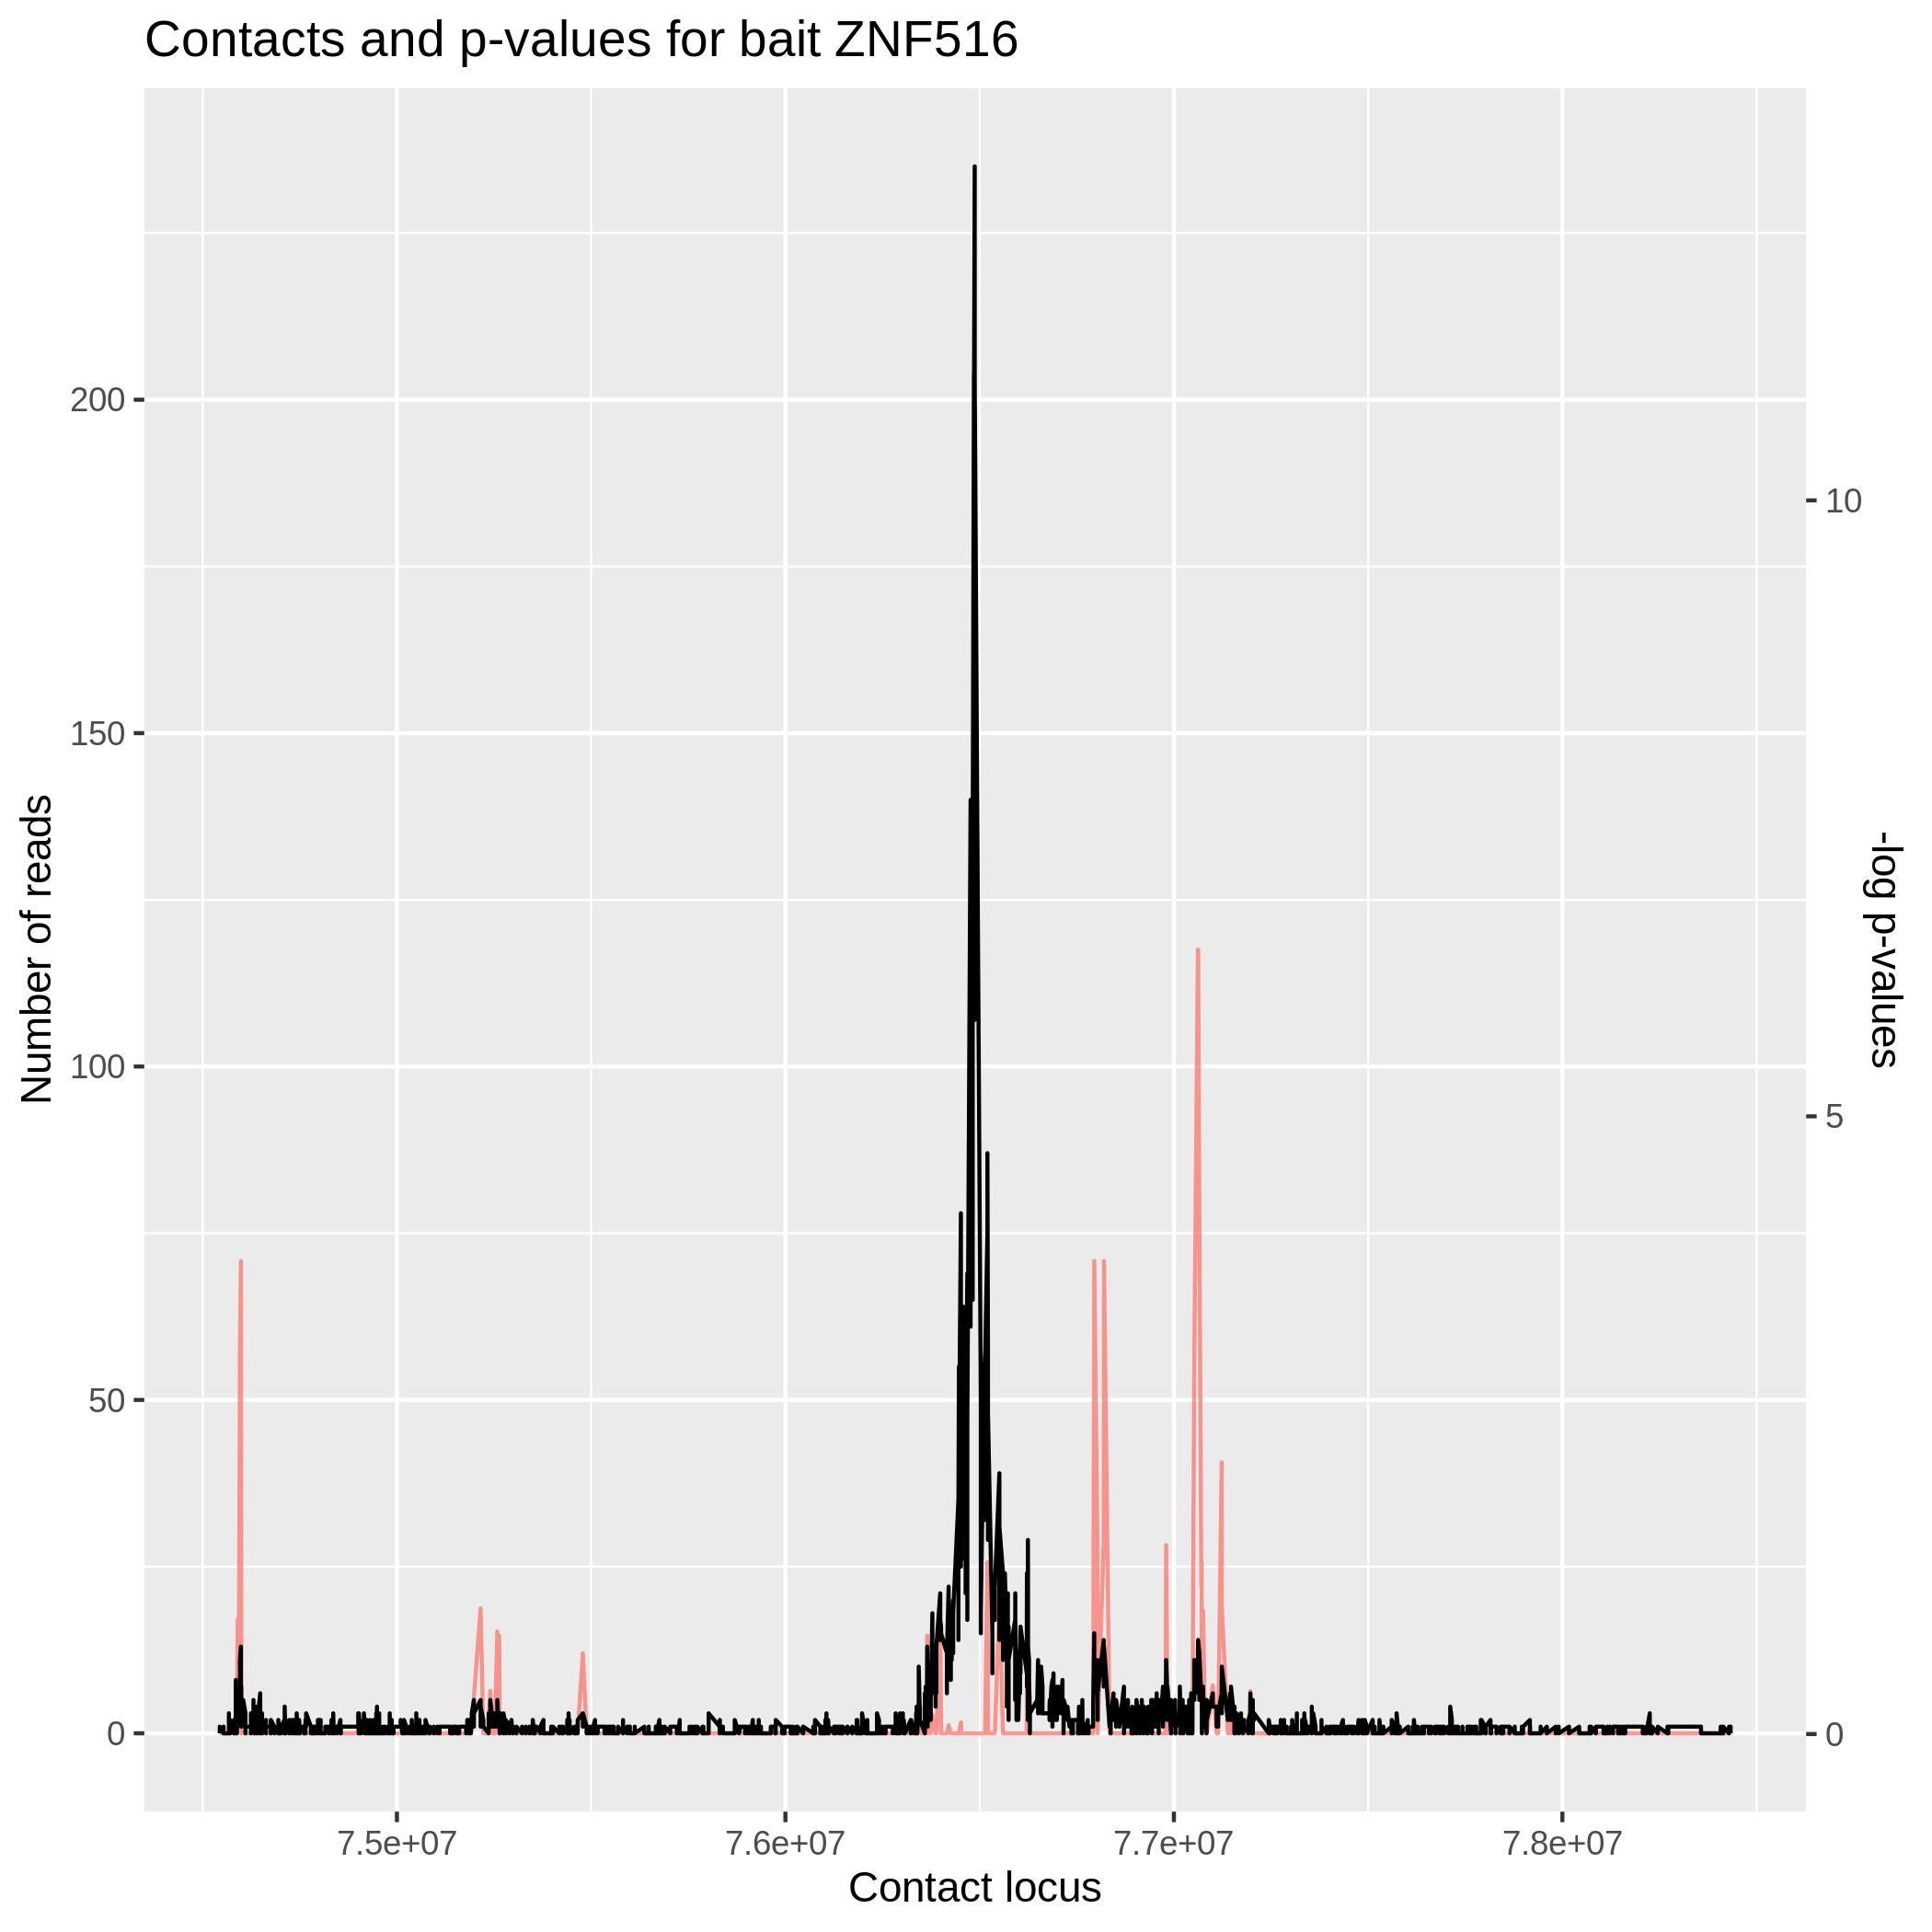 Contacts and p-values for bait ZNF516
Number of reads
200
150
100
50
0
10
5
0
-log p-values
7.5e+07
7.6e+07
7.7e+07
7.8e+07
Contact locus